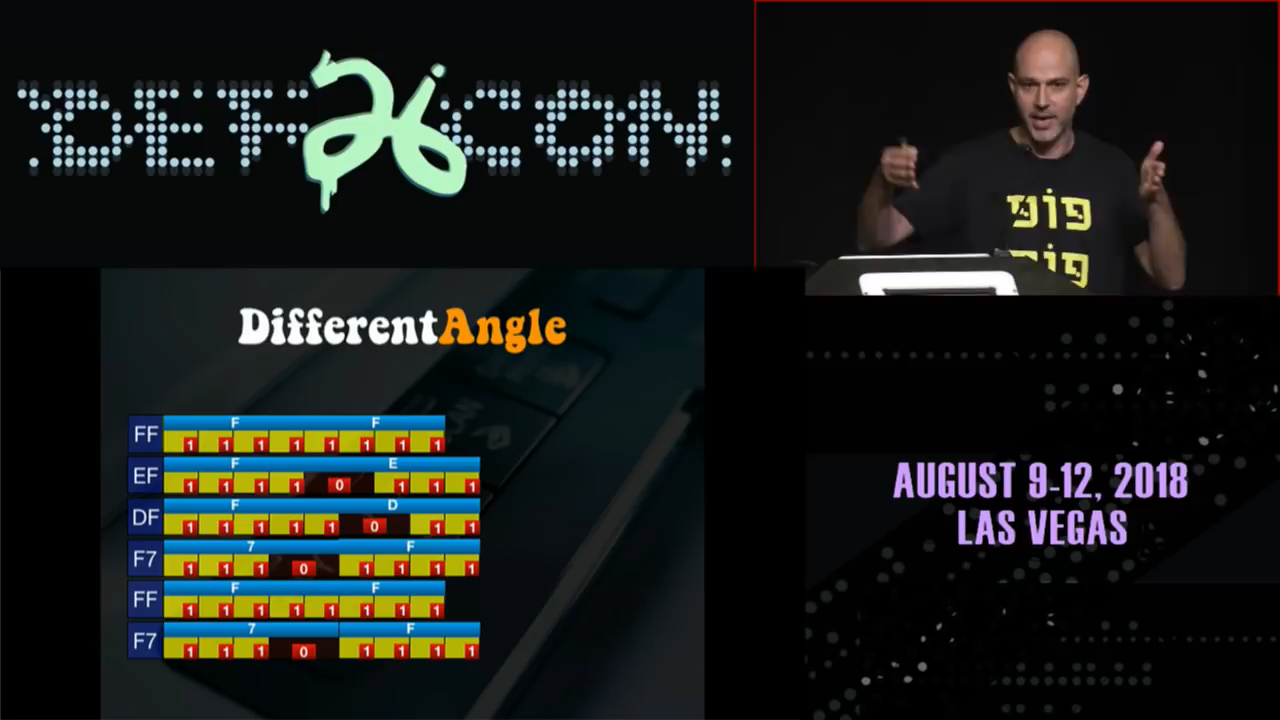 DEF 26 CON
DifferentAngle
FF F F
1 1 1 1 1 1 1 1
EF F E
1 1 1 1 0 1 1 1
DF F D
1 1 1 1 1 0 1 1
F7 7 F
1 1 1 0 1 1 1 1
FF F F
1 1 1 1 1 1 1 1
F7 7 F
1 1 1 0 1 1 1 1
AUGUST 9-12, 2018
LAS VEGAS